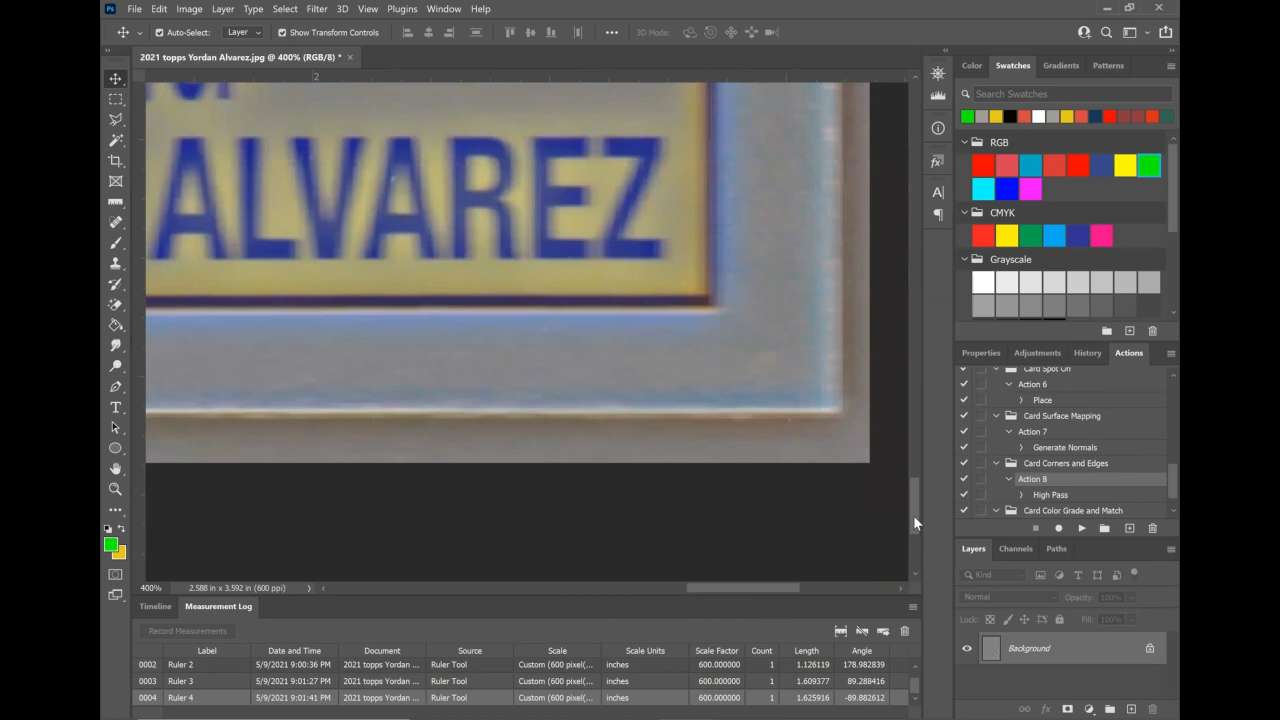 Ps File Edit Image Layer Type Select Filter 3D View Plugins Window Help
Auto-Select: Layer Show Transform Controls 3D Mode:
2021 topps Yordan Alvarez.jpg @ 400% (RGB/8) *
2
ALVAREZ
Color Swatches Gradients Patterns
Search Swatches
RGB
CMYK
Grayscale
Properties Adjustments History Actions
Card Spot On
Action 6
Place
Card Surface Mapping
Action 7
Generate Normals
Card Corners and Edges
Action 8
High Pass
Card Color Grade and Match
Layers Channels Paths
Kind
Normal Opacity: 100%
Lock: Fill: 100%
Background
400% 2.588 in x 3.592 in (600 ppi)
Timeline Measurement Log
Record Measurements
Label Date and Time Document Source Scale Scale Units Scale Factor Count Length Angle
0002 Ruler 2 5/9/2021 9:00:36 PM 2021 topps Yordan ... Ruler Tool Custom (600 pixel(... inches 600.000000 1 1.126119 178.982839
0003 Ruler 3 5/9/2021 9:01:27 PM 2021 topps Yordan ... Ruler Tool Custom (600 pixel(... inches 600.000000 1 1.609377 89.288416
0004 Ruler 4 5/9/2021 9:01:41 PM 2021 topps Yordan ... Ruler Tool Custom (600 pixel(... inches 600.000000 1 1.625916 -89.882612